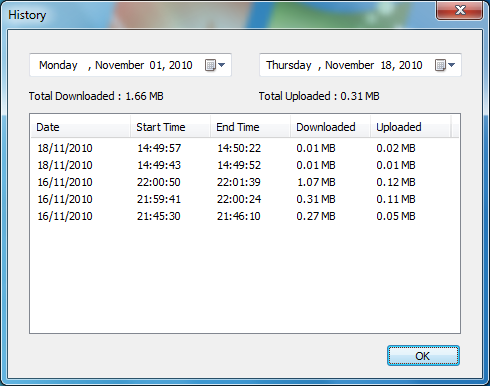 History
Monday , November 01, 2010 Thursday , November 18, 2010
Total Downloaded : 1.66 MB Total Uploaded : 0.31 MB
Date Start Time End Time Downloaded Uploaded
18/11/2010 14:49:57 14:50:22 0.01 MB 0.02 MB
18/11/2010 14:49:43 14:49:52 0.01 MB 0.01 MB
16/11/2010 22:00:50 22:01:39 1.07 MB 0.12 MB
16/11/2010 21:59:41 22:00:24 0.31 MB 0.11 MB
16/11/2010 21:45:30 21:46:10 0.27 MB 0.05 MB
OK